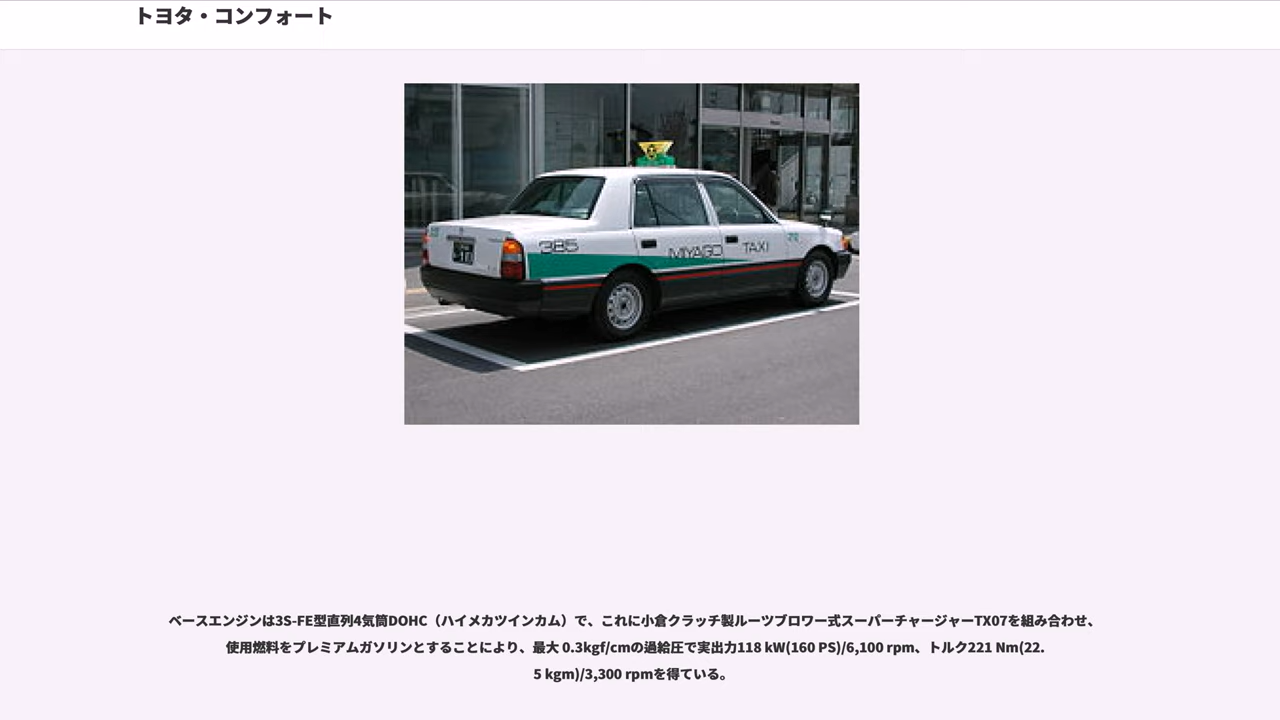 トヨタ・コンフォート
385
MIYAGO
TAXI
ベースエンジンは3S-FE型直列4気筒DOHC（ハイメカツインカム）で、これに小倉クラッチ製ルーツブロワー式スーパーチャージャーTX07を組み合わせ、
使用燃料をプレミアムガソリンとすることにより、最大 0.3kgf/cmの過給圧で実出力118 kW(160 PS)/6,100 rpm、トルク221 Nm(22.
5 kgm)/3,300 rpmを得ている。